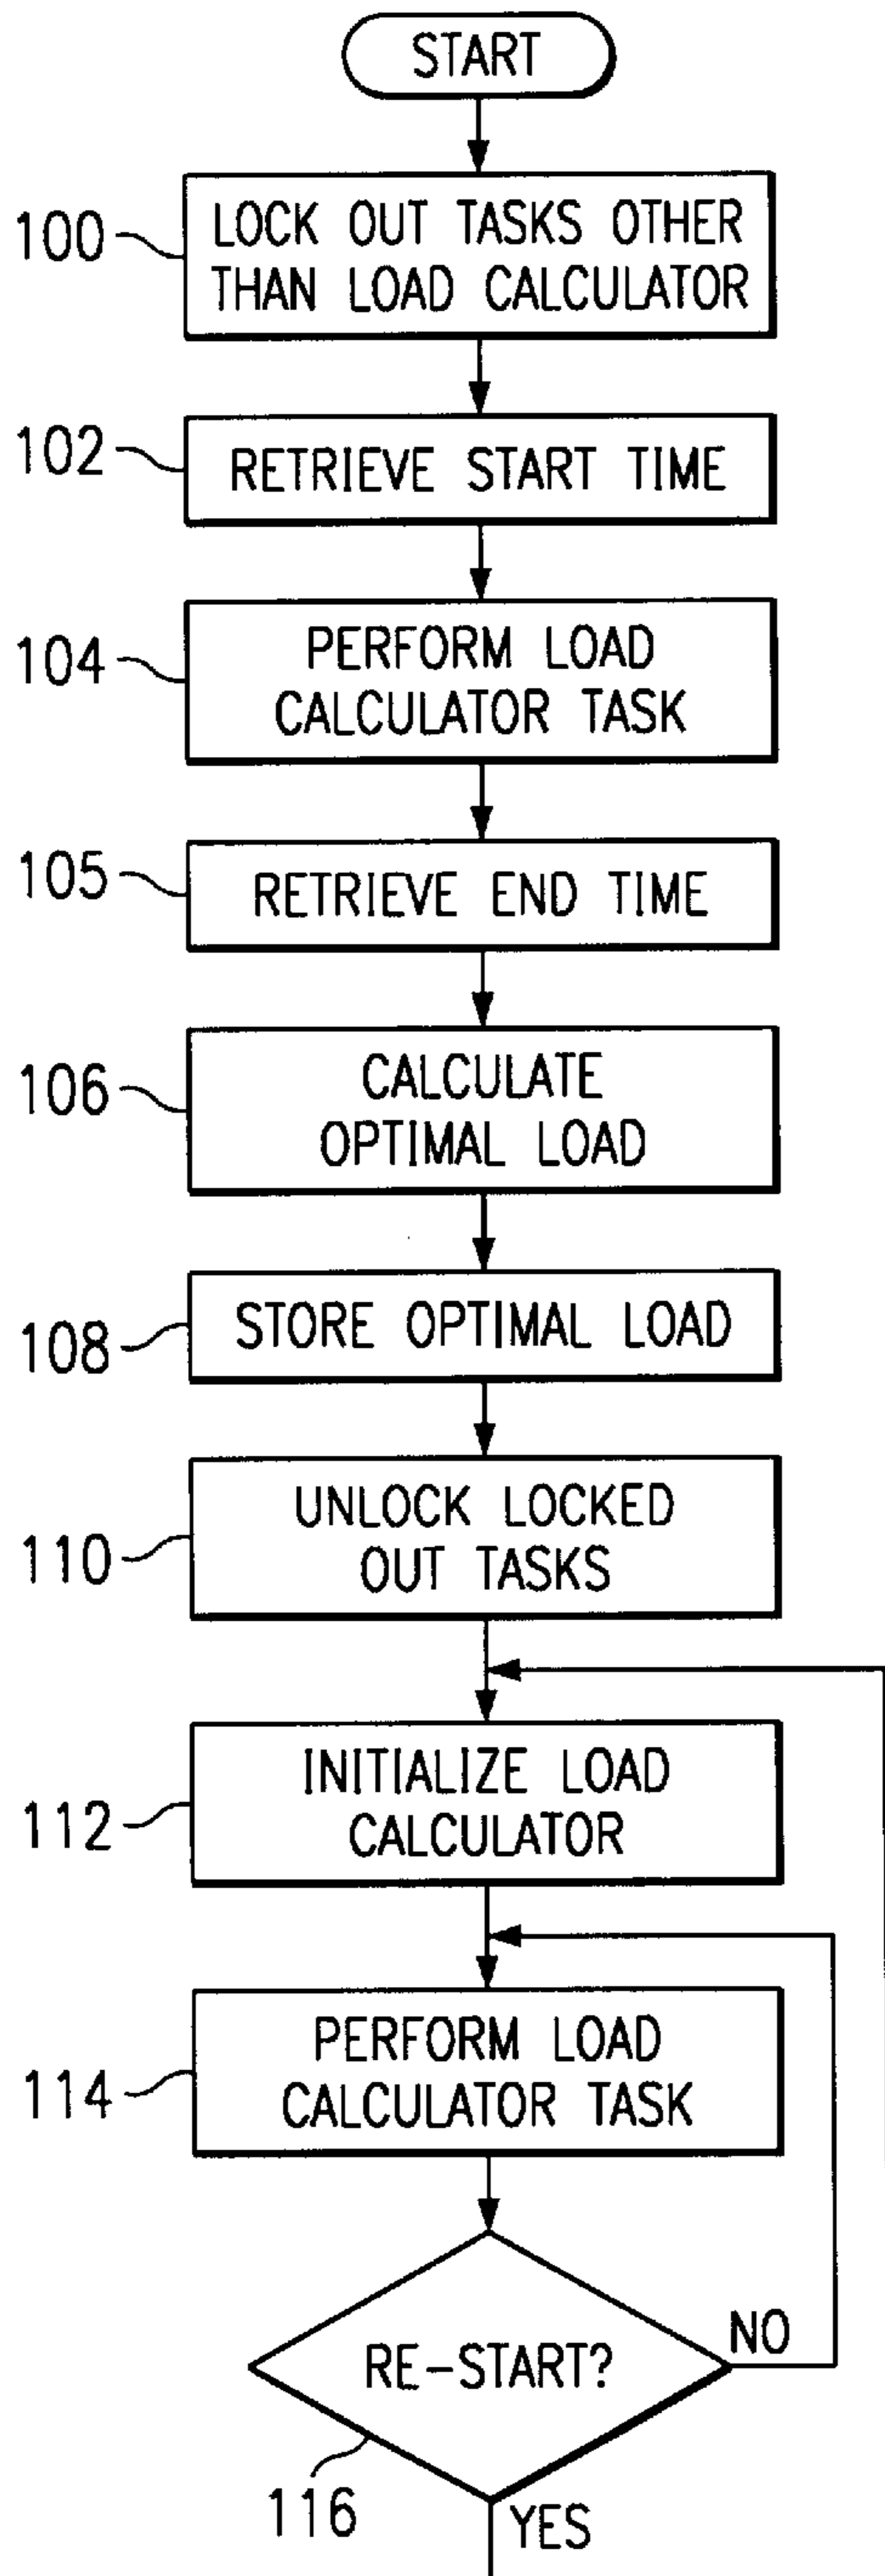 START
100
LOCK OUT TASKS OTHER
THAN LOAD CALCULATOR
102
RETRIEVE START TIME
104
PERFORM LOAD
CALCULATOR TASK
105
RETRIEVE END TIME
106
CALCULATE
OPTIMAL LOAD
108
STORE OPTIMAL LOAD
110
UNLOCK LOCKED
OUT TASKS
112
INITIALIZE LOAD
CALCULATOR
114
PERFORM LOAD
CALCULATOR TASK
RE-START?
NO
116
YES